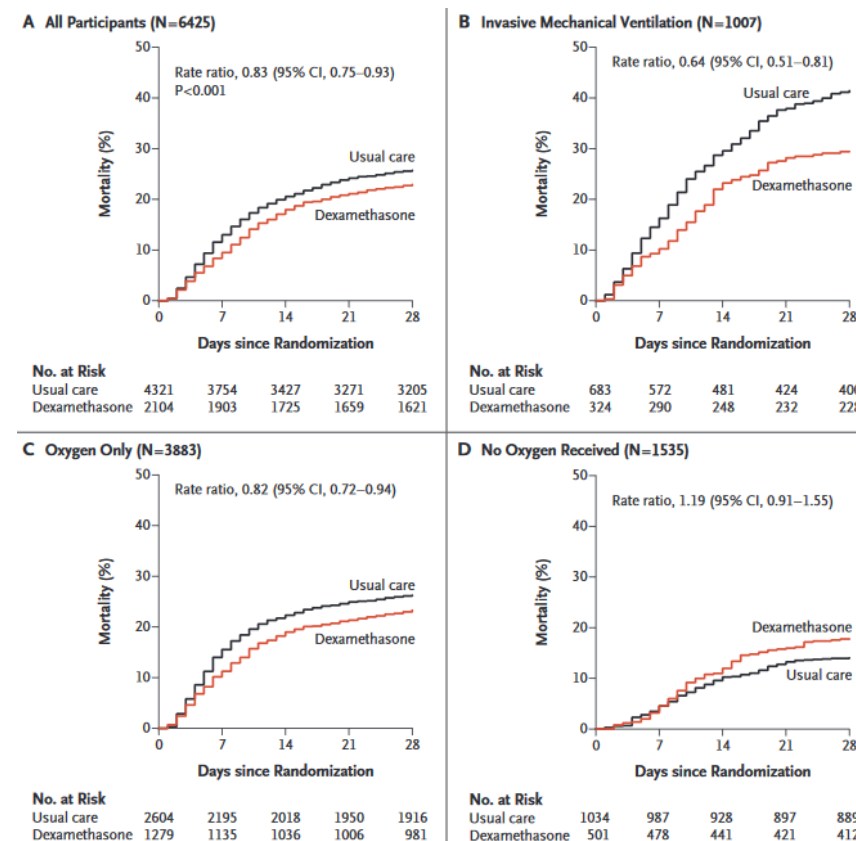 A All Participants (N=6425)
50
Rate ratio, 0.83 (95% CI, 0.75–0.93)
P<0.001
40
30
20
10
0
Mortality (%)
Usual care
Dexamethasone
0 7 14 21 28
Days since Randomization
No. at Risk
Usual care 4321 3754 3427 3271 3205
Dexamethasone 2104 1903 1725 1659 1621
B Invasive Mechanical Ventilation (N=1007)
50
Rate ratio, 0.64 (95% CI, 0.51–0.81)
40
30
20
10
0
Mortality (%)
Usual care
Dexamethasone
0 7 14 21 28
Days since Randomization
No. at Risk
Usual care 683 572 481 424
Dexamethasone 324 290 248 232
C Oxygen Only (N=3883)
50
Rate ratio, 0.82 (95% CI, 0.72–0.94)
40
30
20
10
0
Mortality (%)
Usual care
Dexamethasone
0 7 14 21 28
Days since Randomization
No. at Risk
Usual care 2604 2195 2018 1950 1916
Dexamethasone 1279 1135 1036 1006 981
D No Oxygen Received (N=1535)
50
Rate ratio, 1.19 (95% CI, 0.91–1.55)
40
30
20
10
0
Mortality (%)
Dexamethasone
Usual care
0 7 14 21 28
Days since Randomization
No. at Risk
Usual care 1034 987 928 897
Dexamethasone 501 478 441 421